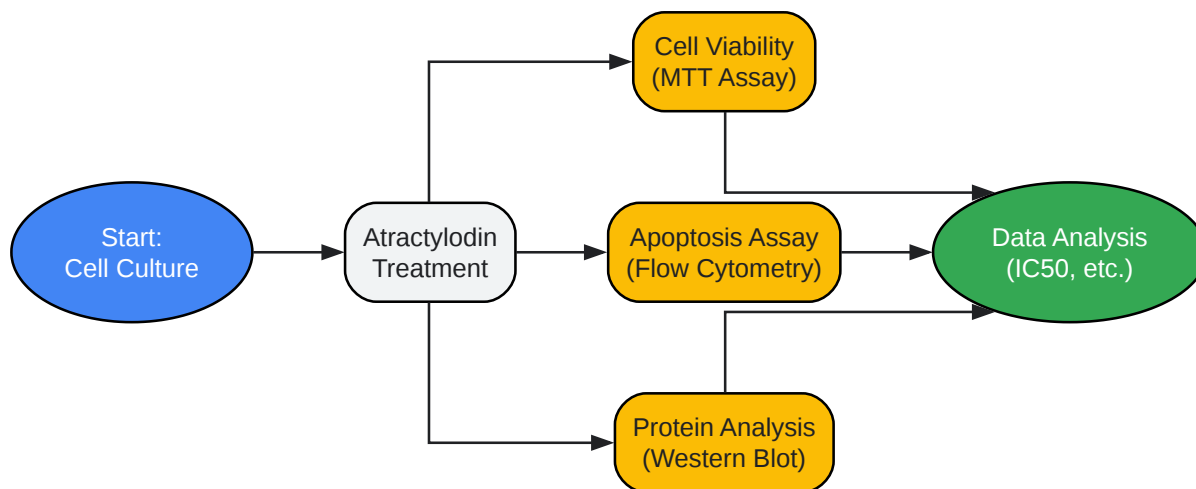 Start:
Cell Culture
Atractylodin
Treatment
Cell Viability
(MTT Assay)
Apoptosis Assay
(Flow Cytometry)
Protein Analysis
(Western Blot)
Data Analysis
(IC50, etc.)